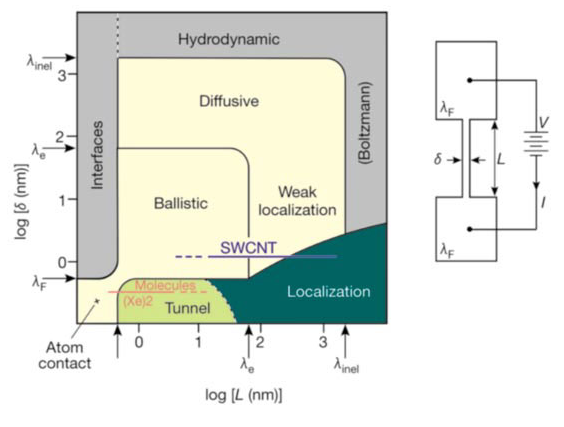 Hydrodynamic
λinel
3
Diffusive
2
λe
Interfaces
(Boltzmann)
log [δ (nm)]
1
Ballistic
Weak
localization
SWCNT
0
λF
Molecules
(Xe)2
Tunnel
Localization
Atom
contact
0
1
2
3
λe
λinel
log [L (nm)]
λF
V
δ
L
I
λF